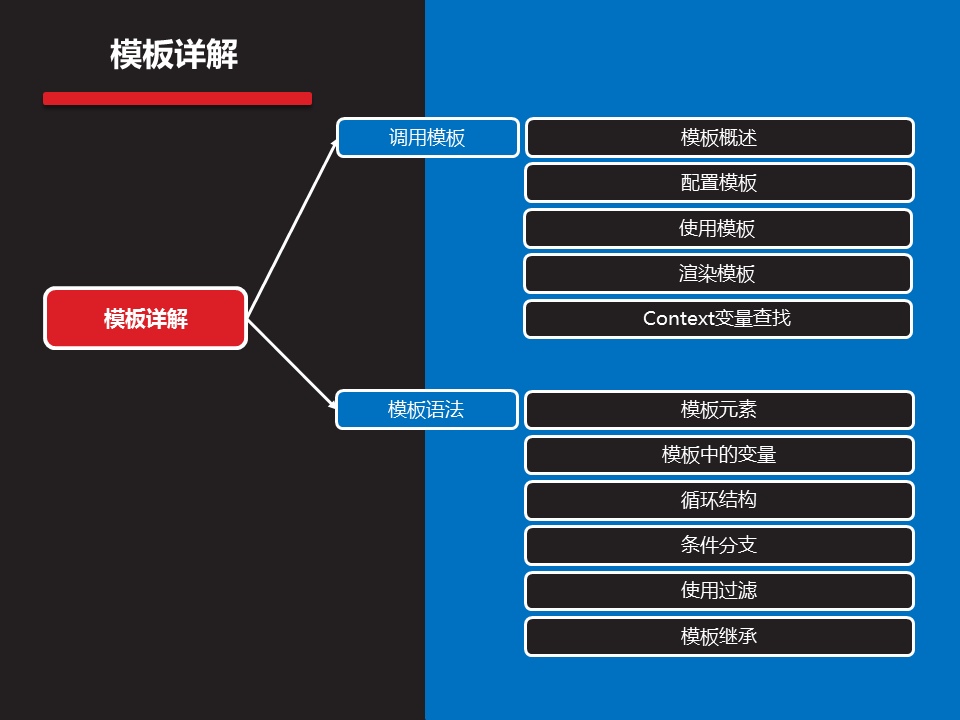 模板详解
调用模板
模板概述
配置模板
使用模板
渲染模板
Context变量查找
模板详解
模板语法
模板元素
模板中的变量
循环结构
条件分支
使用过滤
模板继承